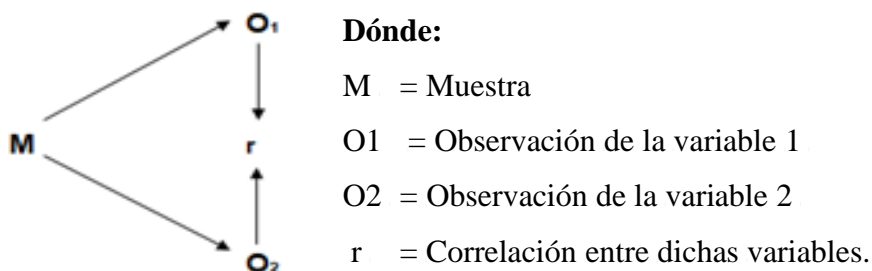 O₁
M
r
O₂
Dónde:
M = Muestra
O1 = Observación de la variable 1
O2 = Observación de la variable 2
r = Correlación entre dichas variables.